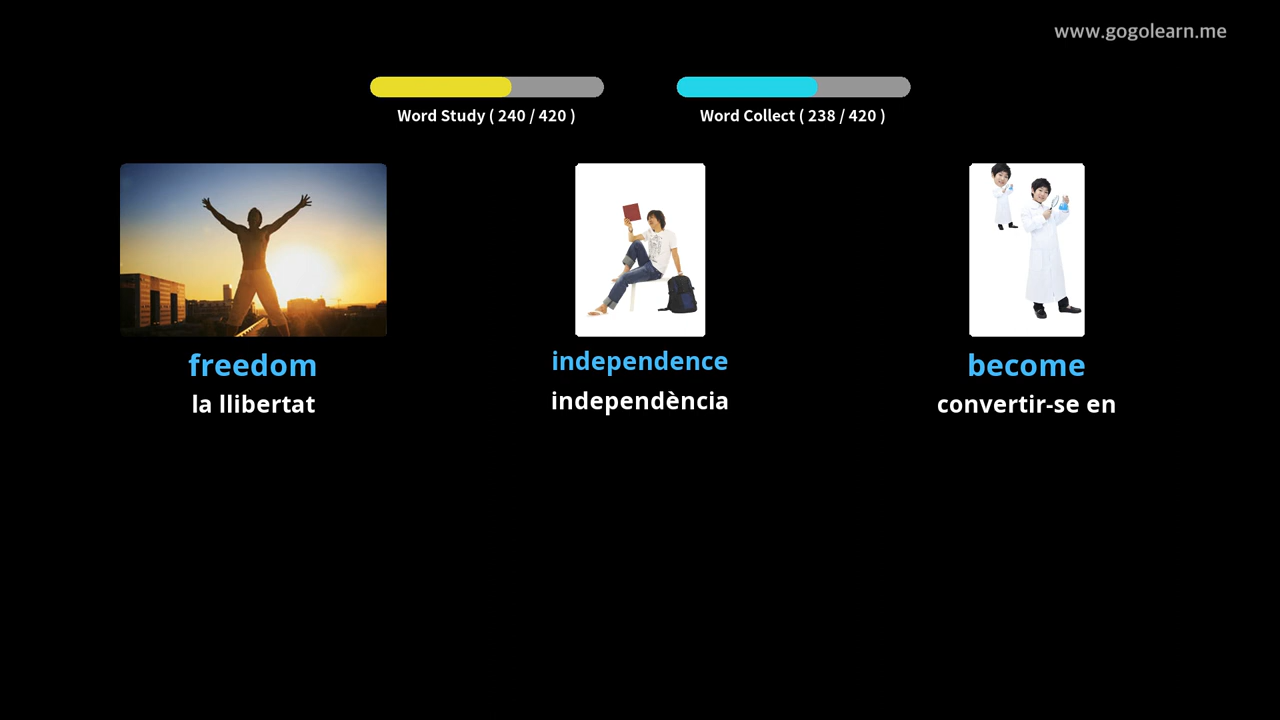 www.gogolearn.me
Word Study ( 240 / 420 )
Word Collect ( 238 / 420 )
freedom
la llibertat
independence
independència
become
convertir-se en